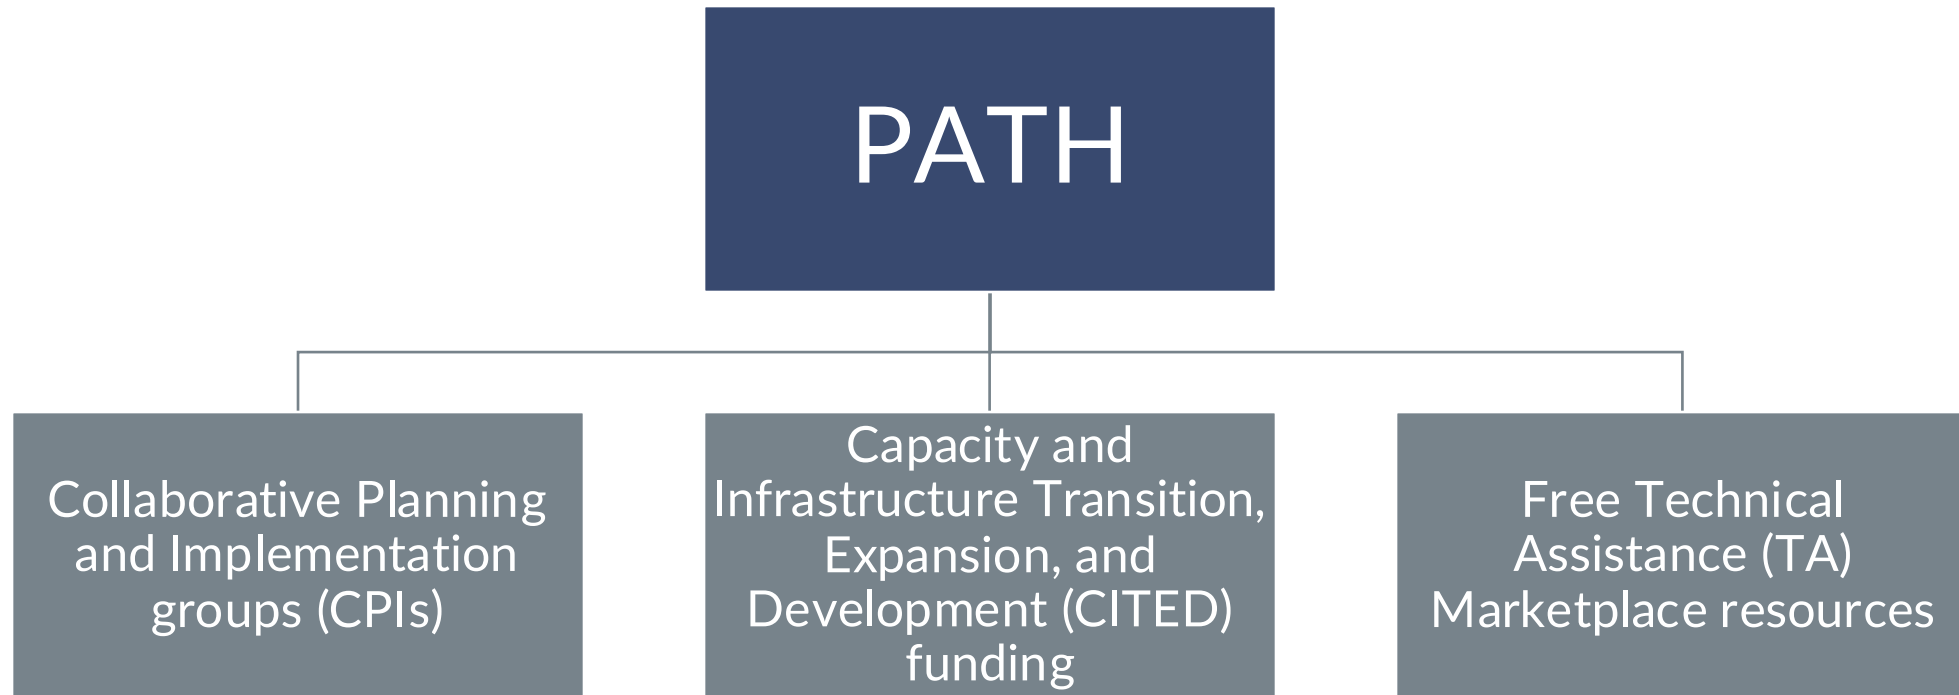 PATH
Collaborative Planning
and Implementation
groups (CPIs)
Capacity and
Infrastructure Transition,
Expansion, and
Development (CITED)
funding
Free Technical
Assistance (TA)
Marketplace resources